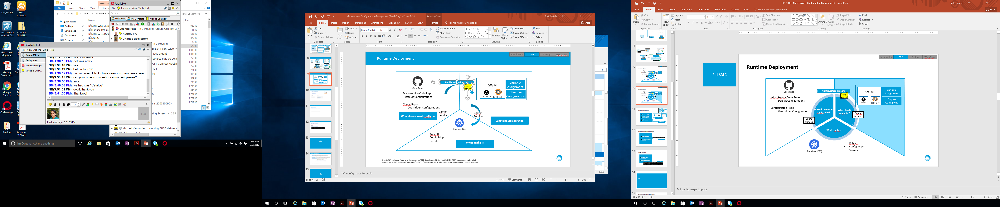 Recycle Bin
AT&T
Connect
AT&T Global
Network Cl...
Creative
Cloud U...
Get Started
Using One...
Getting
Started wi...
Google
Chrome
Q Messenger
Random
Symantec
VIP FAQ
File
Home
Share
View
Search To
This PC
Documents
Quick access
Desktop
Downloads
Documents
Pictures
Name
Size
2017_0302_Micr
Fortune_500_Inte
2017_0215_JDOp
AGNC
920 KB
31 KB
625 KB
870 KB
28 KB
625 KB
1,082 KB
1,083 KB
756 KB
1,332 KB
757 KB
771 KB
313 KB
384 KB
296 KB
1,730 KB
648 KB
1,764 KB
1,769 KB
1,712 KB
Available
File Presence View Tools Help
Search
My Team
My Contacts
Mobile Contacts
Joanne Pate - In a Meeting (Urgent Cell 404-3
Audrey Fry
Charles Backstrom
In a Meeting
BR 214-886-2299
nless urgent
sponses may be dela
ATT Connect Meetin
um: 2053350903
aring Screen * CBR
Michael Vannurden - Working FUSE delivera
Benita Mittal
File View Actions Links Help
Benita Mittal
Kat Nguyen
Michael Morgan
Michelle Cullit...
NB(1:17:39 PM): yes i can see it
BM(1:38:13 PM): got time now?
NB(1:38:16 PM): yes
NB(1:38:19 PM): I sit on floor 12
BM(1:39:17 PM): coming over...I think i have seen you many times here:)
NB(3:36:15 PM): can you come to my desk for a moment please?
BM(3:36:56 PM): sure
BM(3:50:38 PM): we had it as "Catalog"
NB(3:51:01 PM): got it, thank you
BM(3:51:35 PM): Thankyou!
12
Send
Last message: 3:51:35 PM
I'm Cortana. Ask me anything.
4:03 PM
3/2/2017
Microservice-ConfigurationManagement [Read-Only] - PowerPoint
Drawing Tools
Burk, Natalie
File Home Insert Design Transitions Animations Slide Show Review View Format Tell me what you want to do
Share
Paste
Cut
Copy
Format Painter
Clipboard
New
Slide
Layout
Reset
Section
Slides
Calibri (Body)
9+
Font
Text Direction
Align Text
Convert to SmartArt
Paragraph
Arrange
Quick
Styles
Shape Fill
Shape Outline
Shape Effects
Drawing
Find
Replace
Select
Editing
8
9
10
11
12
13
14
15
Introduction
CDP
Tooling
WorkFlow
Runtime Deployment
Code Repo
Microservice Code Repo
Default Configurations
Config Repo
Overridden Configurations
What do we want config be
Configuration Pipeline
Gate
Approval
SWM
ANSIBLE
CHEF
Variable
Assignment
Effective
Configuration
Config
Service
Config
Service
What should config be
Runtime (K8S)
Kubectl
Config Maps
Secrets
What config is
© 2016 AT&T Intellectual Property. All rights reserved. AT&T, Globe logo, Mobilizing Your World & DIRECTV are registered trademarks &
service marks of AT&T Intellectual Property and/or AT&T affiliated companies. All other marks are the property of their respective owners.
1-1 config maps to pods
Slide 9 of 20
Notes
Comments
84%
100%
2017_0302_Microservice-ConfigurationManagement - PowerPoint
Burk, Natalie
File Home Insert Design Transitions Animations Slide Show Review View Tell me what you want to do
Share
Paste
Cut
Copy
Format Painter
Clipboard
New
Slide
Layout
Reset
Section
Slides
18
Font
Text Direction
Align Text
Convert to SmartArt
Paragraph
Arrange
Quick
Styles
Shape Fill
Shape Outline
Shape Effects
Drawing
Find
Replace
Select
Editing
8
9
10
11
12
13
14
15
Full SDLC
Introduction
CDP
Tooling
WorkFlow
Runtime Deployment
Code Repo
microService Code Repo
– Default Configurations
Configuration Repo
– Overridden Configurations
Configuration Pipeline
Gate
Approval
SWM
ANSIBLE
CHEF
Variable
Assignment
Deploy
ConfigMap
What do we want
config to be?
What should
config be?
What config is
Config
Service
Config
Service
Runtime (K8S)
– Kubectl
– Config Maps
– Secrets
1-1 config maps to pods
Slide 10 of 21
Notes
Comments
82%